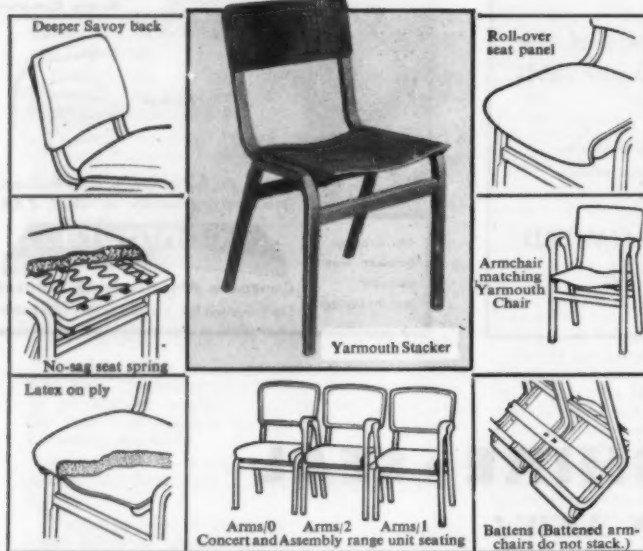 Deeper Savoy back
Roll-over
seat panel
Armchair
matching
Yarmouth
Chair
No-sag seat spring
Yarmouth Stacker
Latex on ply
Arms/0 Arms/2 Arms/1
Concert and Assembly range unit seating
Battens (Battened arm-
chairs do not stack.)